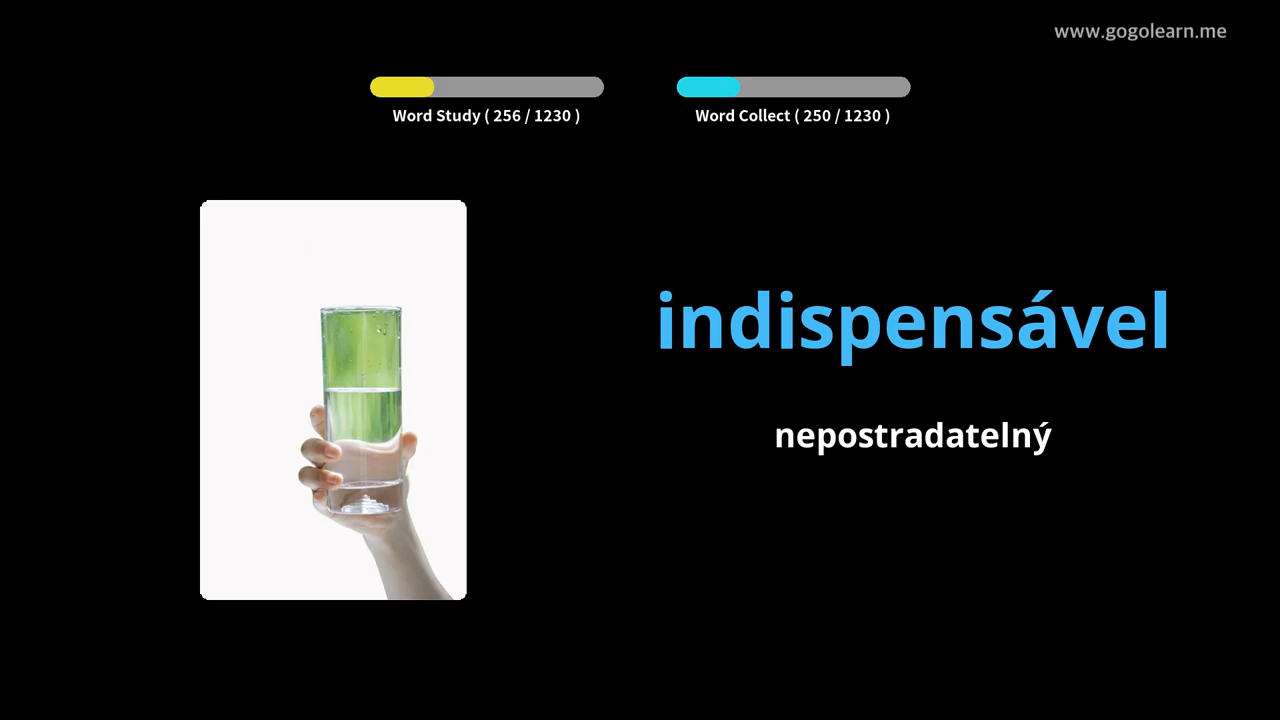 www.gogolearn.me
Word Study ( 256 / 1230 )
Word Collect ( 250 / 1230 )
indispensável
nepostradatelný